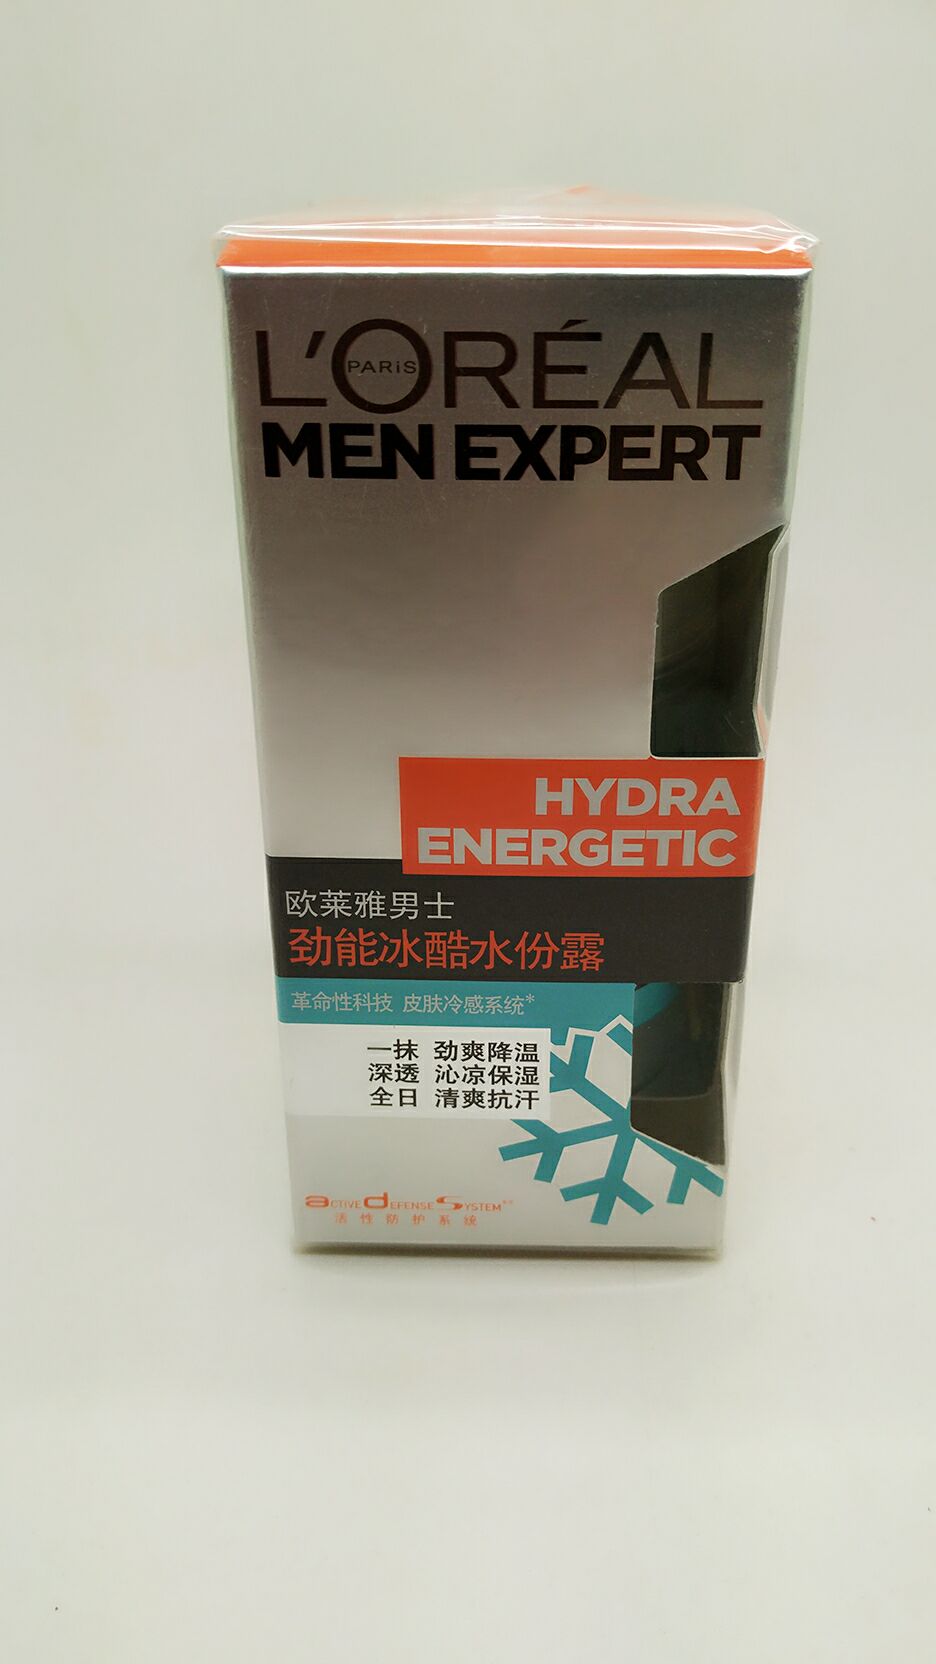 L'ORÉAL
PARIS
MEN EXPERT
HYDRA
ENERGETIC
欧莱雅男士
劲能冰酷水份露
革命性科技 皮肤冷感系统*
一抹 劲爽降温
深透 沁凉保湿
全日 清爽抗汗
ACTIVE DEFENSE SYSTEM**
活性防护系统